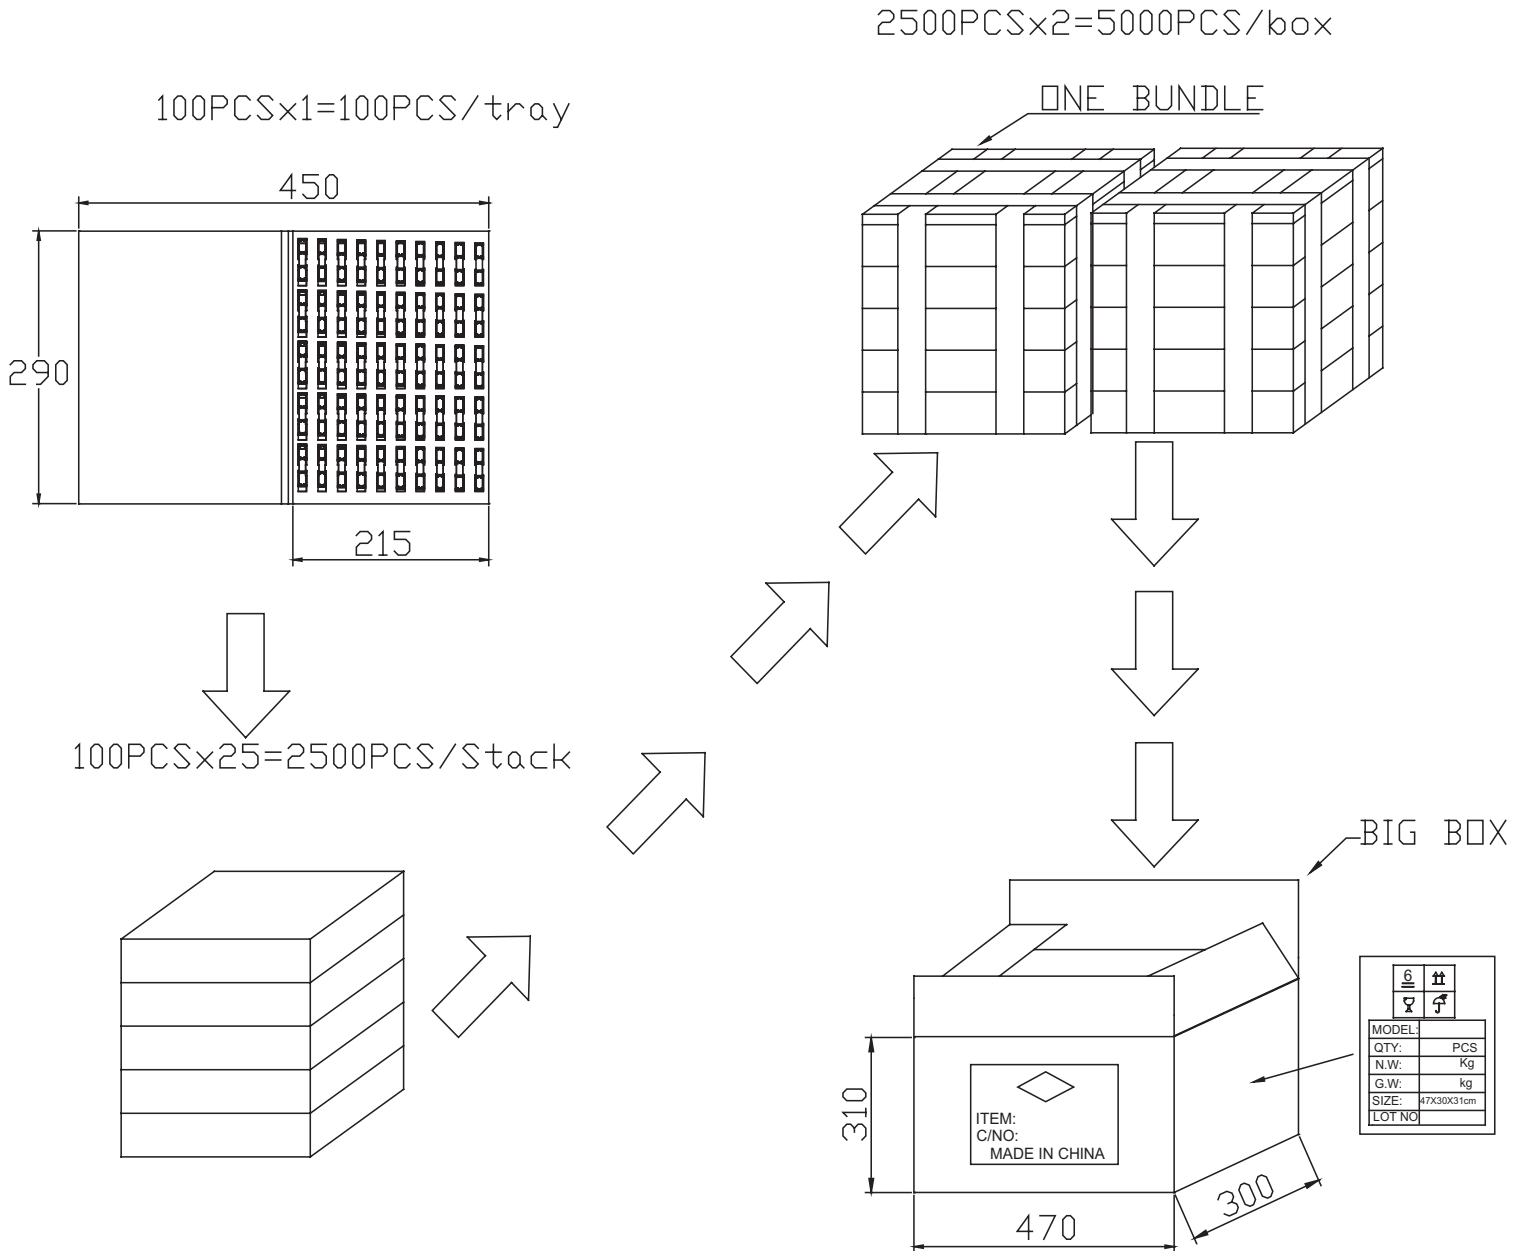 2500PCSx2=5000PCS/box
ONE BUNDLE
100PCSx1=100PCS/tray
450
290
215
100PCSx25=2500PCS/Stack
BIG BOX
6
MODEL:
QTY: PCS
N.W: Kg
G.W: kg
SIZE: 47X30X31cm
LOT NO
310
ITEM:
C/NO:
MADE IN CHINA
470
300